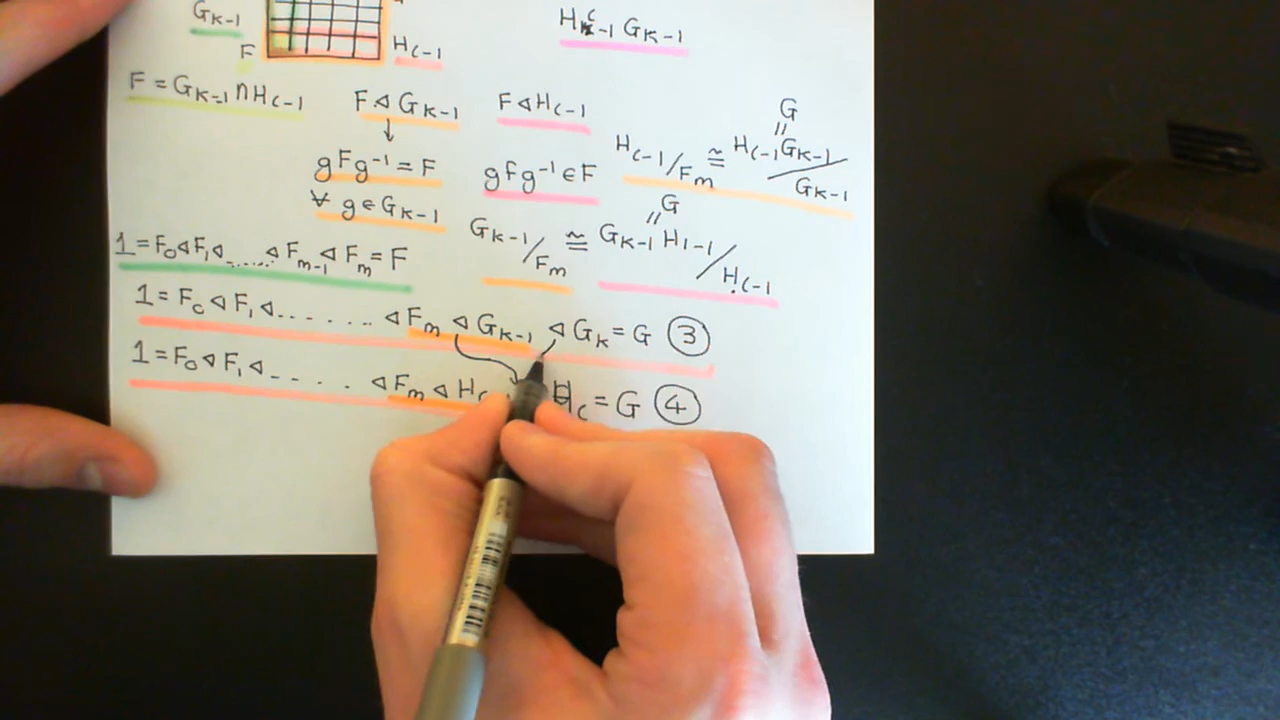 G_{K-1}
F
H_{C-1}
H^C_{K-1} G_{K-1}
F = G_{K-1} ∩ H_{C-1}
F ⊲ G_{K-1}
F ⊲ H_{C-1}
↓
gFg⁻¹ = F
∀ g ∈ G_{K-1}
gfg⁻¹ ∈ F
G
=
H_{C-1}/F_m ≅ H_{C-1}G_{K-1}/G_{K-1}
G
=
G_{K-1}/F_m ≅ G_{K-1} H_{1-1}/H_{C-1}
1 = F_0 ⊲ F_1 ⊲ ....... ⊲ F_{m-1} ⊲ F_m = F
1 = F_0 ⊲ F_1 ⊲ ....... ⊲ F_m ⊲ G_{K-1} ⊲ G_K = G ③
1 = F_0 ⊲ F_1 ⊲ .... ⊲ F_m ⊲ H_C = G ④